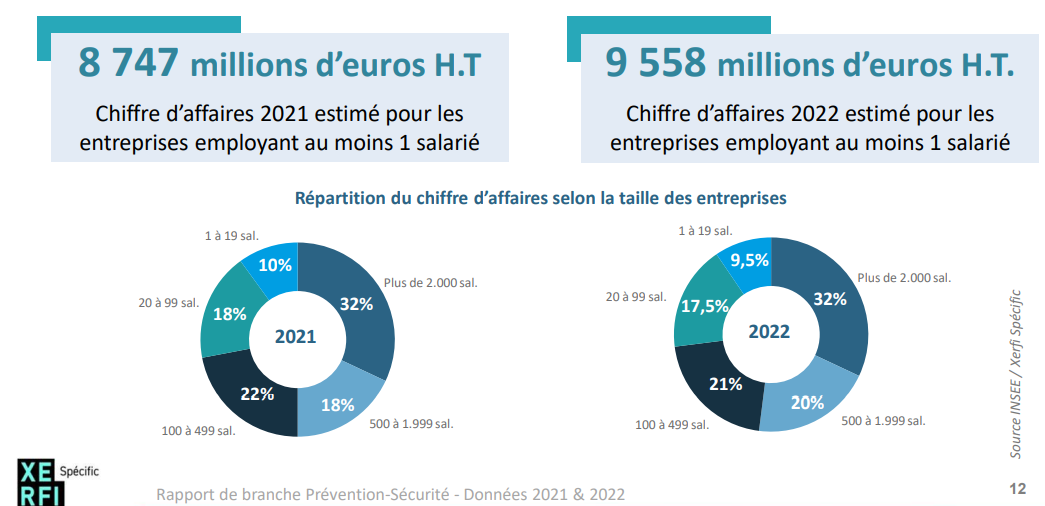 8 747 millions d’euros H.T
Chiffre d’affaires 2021 estimé pour les
entreprises employant au moins 1 salarié
9 558 millions d’euros H.T.
Chiffre d’affaires 2022 estimé pour les
entreprises employant au moins 1 salarié
Répartition du chiffre d’affaires selon la taille des entreprises
1 à 19 sal.
10%
Plus de 2.000 sal.
32%
20 à 99 sal.
18%
2021
22%
18%
100 à 499 sal.
500 à 1.999 sal.
1 à 19 sal.
9,5%
Plus de 2.000 sal.
32%
20 à 99 sal.
17,5%
2022
21%
20%
100 à 499 sal.
500 à 1.999 sal.
Source INSEE / Xerfi Spécific
XE
RFI
Spécific
Rapport de branche Prévention-Sécurité - Données 2021 & 2022
12